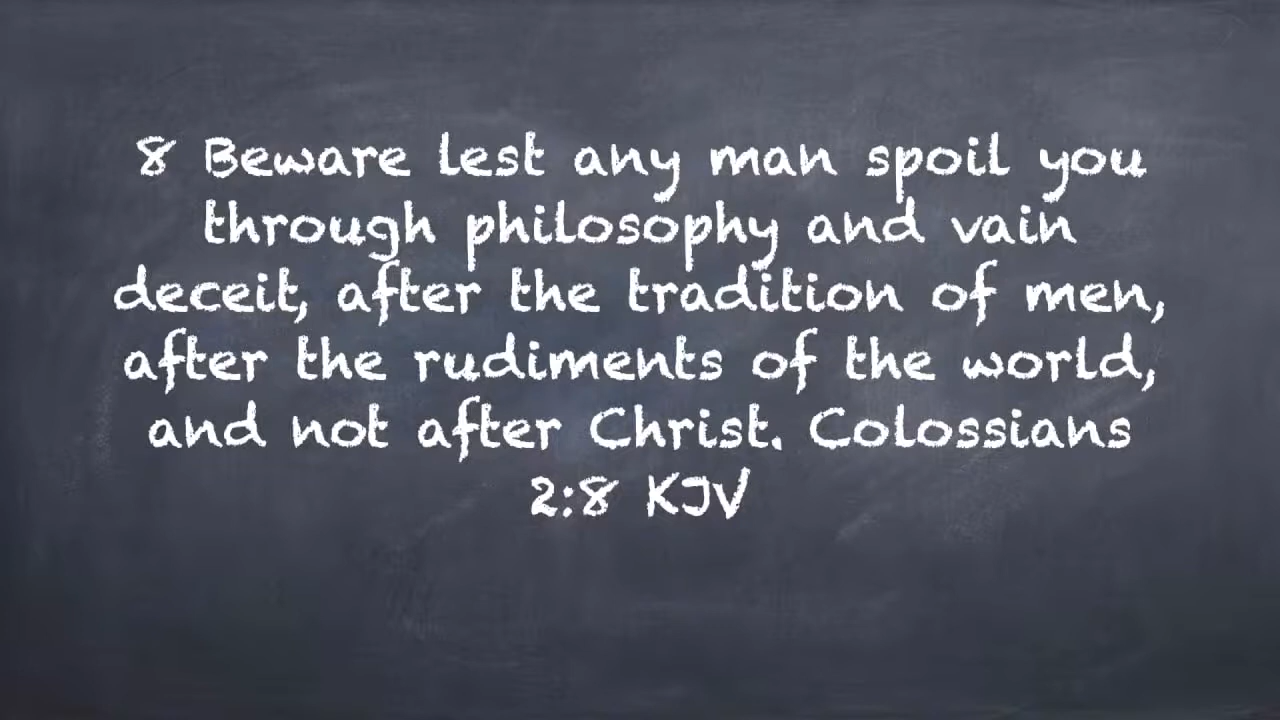 8 Beware lest any man spoil you
through philosophy and vain
deceit, after the tradition of men,
after the rudiments of the world,
and not after Christ. Colossians
2:8 KJV